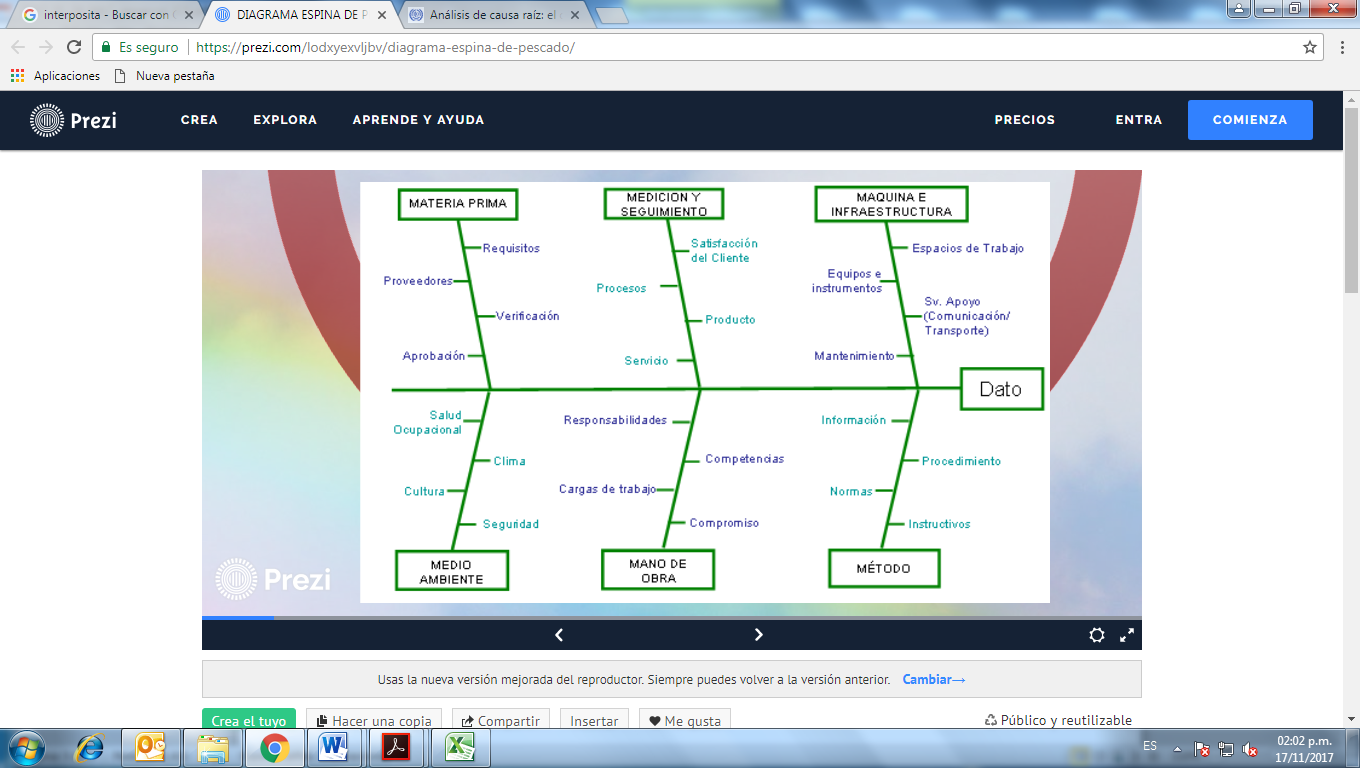 interposita - Buscar con
DIAGRAMA ESPINA DE P
Análisis de causa raíz: el
Es seguro
https://prezi.com/lodxyexvljbv/diagrama-espina-de-pescado/
Aplicaciones
Nueva pestaña
Prezi
CREA
EXPLORA
APRENDE Y AYUDA
PRECIOS
ENTRA
COMIENZA
MATERIA PRIMA
MEDICION Y
SEGUIMIENTO
MAQUINA E
INFRAESTRUCTURA
Requisitos
Proveedores
Verificación
Aprobación
Satisfacción
del Cliente
Procesos
Producto
Servicio
Espacios de Trabajo
Equipos e
instrumentos
Sv. Apoyo
(Comunicación/
Transporte)
Mantenimiento
Dato
Salud
Ocupacional
Clima
Cultura
Seguridad
Responsabilidades
Competencias
Cargas de trabajo
Compromiso
Información
Procedimiento
Normas
Instructivos
MEDIO
AMBIENTE
MANO DE
OBRA
MÉTODO
Prezi
Usas la nueva versión mejorada del reproductor. Siempre puedes volver a la versión anterior. Cambiar→
Crea el tuyo
Hacer una copia
Compartir
Insertar
Me gusta
Público y reutilizable
ES
02:02 p.m.
17/11/2017